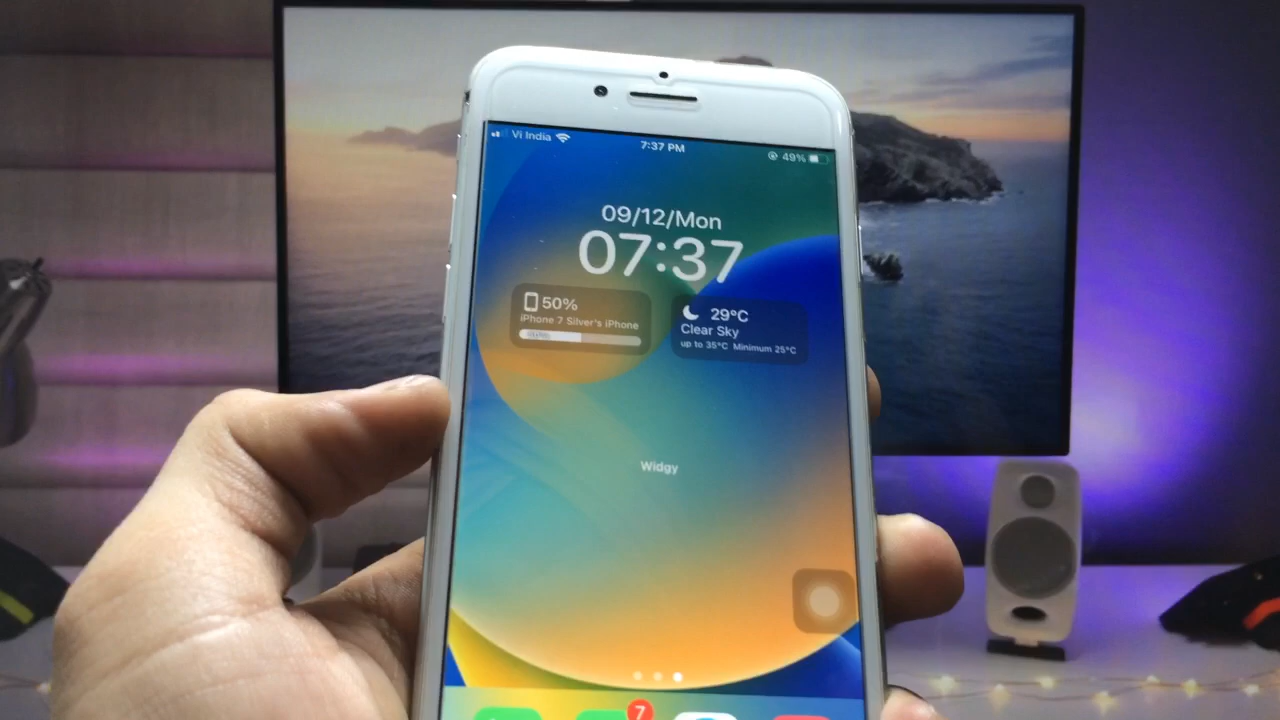 Vi India
7:37 PM
49%
09/12/Mon
07:37
50%
iPhone 7 Silver's iPhone
29°C
Clear Sky
up to 35°C Minimum 25°C
Widgy
7